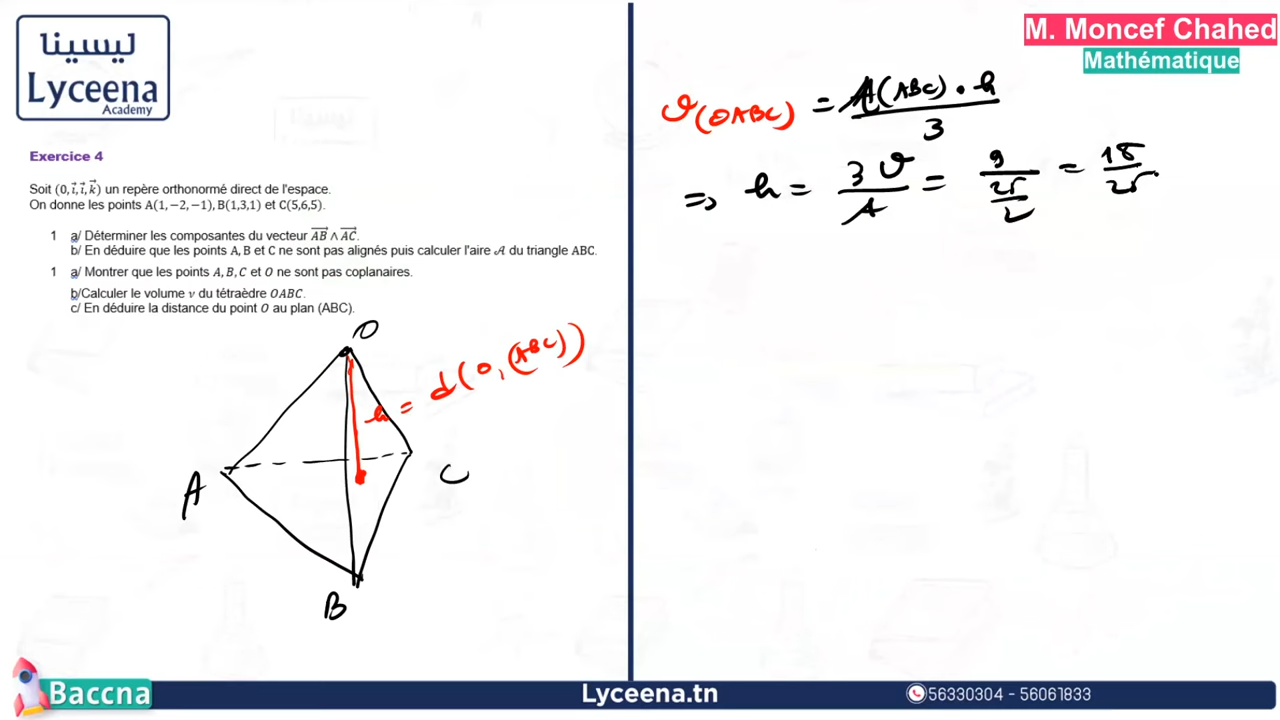 ليسينا
Lyceena
Academy
M. Moncef Chahed
Mathématique
Exercice 4
Soit (0, i⃗, i⃗, k⃗) un repère orthonormé direct de l'espace.
On donne les points A(1,−2,−1), B(1,3,1) et C(5,6,5).
1 a/ Déterminer les composantes du vecteur A͞B͞ ∧ A͞C͞.
b/ En déduire que les points A, B et C ne sont pas alignés puis calculer l'aire 𝒜 du triangle ABC.
1 a/ Montrer que les points A, B, C et O ne sont pas coplanaires.
b/Calculer le volume v du tétraèdre OABC.
c/ En déduire la distance du point O au plan (ABC).
O
h = d(O, (ABC))
A
C
B
𝒱(OABC) = A(ABC) · h / 3
⇒ h = 3𝒱 / A = 9 / (25/2) = 18 / 25
Baccna
Lyceena.tn
56330304 - 56061833